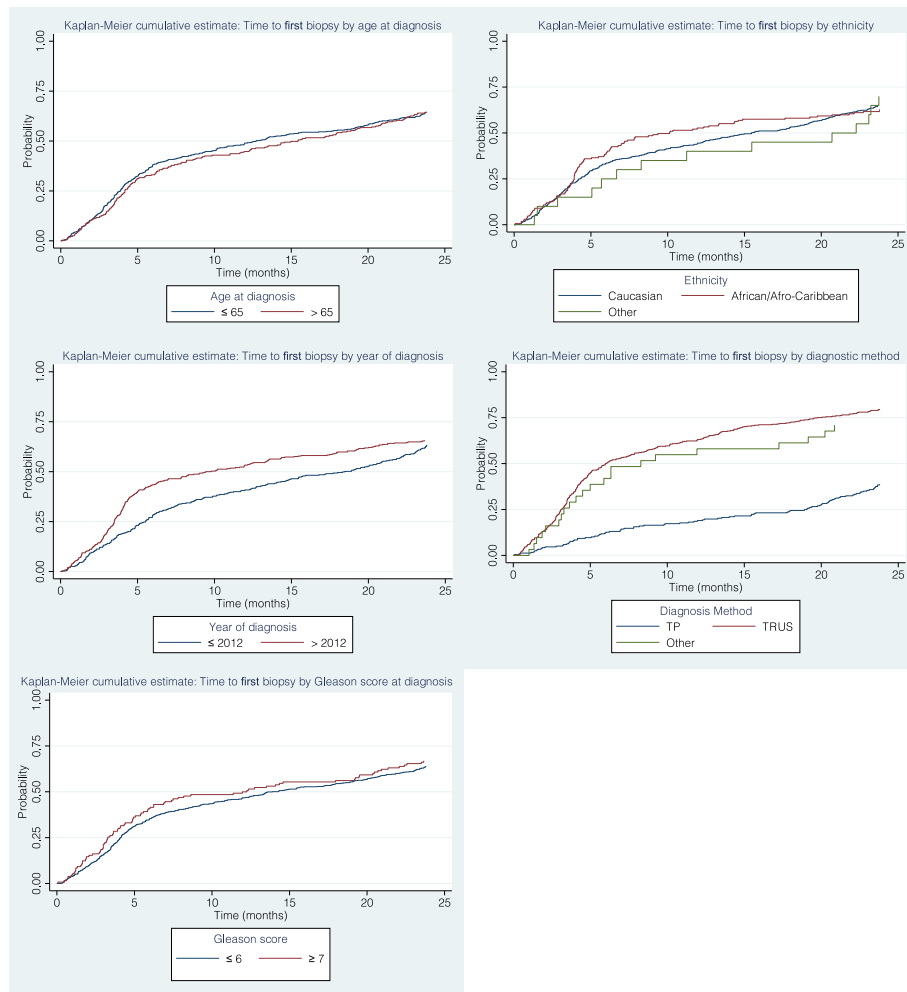 Kaplan-Meier cumulative estimate: Time to first biopsy by age at diagnosis
1.00
0.75
0.50
0.25
0.00
Probability
0 5 10 15 20 25
Time (months)
Age at diagnosis
≤ 65 > 65
Kaplan-Meier cumulative estimate: Time to first biopsy by ethnicity
1.00
0.75
0.50
0.25
0.00
Probability
0 5 10 15 20 25
Time (months)
Ethnicity
Caucasian African/Afro-Caribbean
Other
Kaplan-Meier cumulative estimate: Time to first biopsy by year of diagnosis
1.00
0.75
0.50
0.25
0.00
Probability
0 5 10 15 20 25
Time (months)
Year of diagnosis
≤ 2012 > 2012
Kaplan-Meier cumulative estimate: Time to first biopsy by diagnostic method
1.00
0.75
0.50
0.25
0.00
Probability
0 5 10 15 20 25
Time (months)
Diagnosis Method
TP TRUS
Other
Kaplan-Meier cumulative estimate: Time to first biopsy by Gleason score at diagnosis
1.00
0.75
0.50
0.25
0.00
Probability
0 5 10 15 20 25
Time (months)
Gleason score
≤ 6 ≥ 7